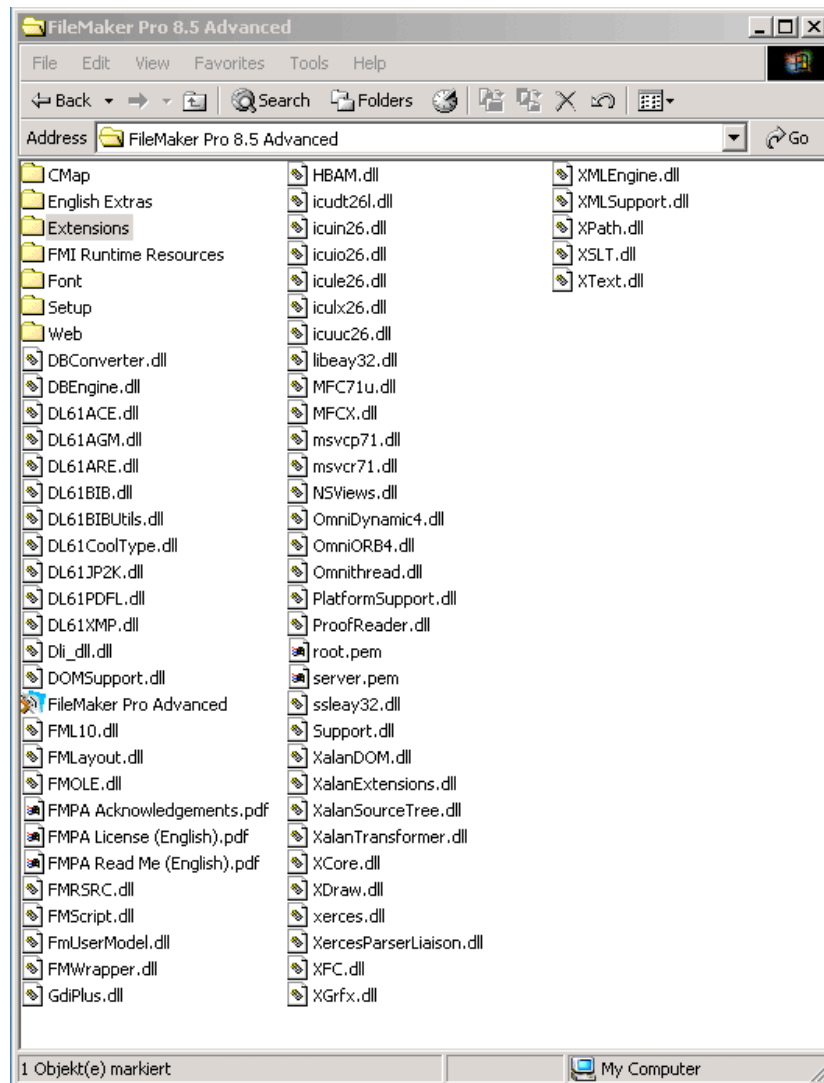 FileMaker Pro 8.5 Advanced
File Edit View Favorites Tools Help
Back Search Folders
Address FileMaker Pro 8.5 Advanced Go
CMap
English Extras
Extensions
FMI Runtime Resources
Font
Setup
Web
DBConverter.dll
DBEngine.dll
DL61ACE.dll
DL61AGM.dll
DL61ARE.dll
DL61BIB.dll
DL61BIBUtils.dll
DL61CoolType.dll
DL61JP2K.dll
DL61PDFL.dll
DL61XMP.dll
Dli_dll.dll
DOMSupport.dll
FileMaker Pro Advanced
FML10.dll
FMLayout.dll
FMOLE.dll
FMPA Acknowledgements.pdf
FMPA License (English).pdf
FMPA Read Me (English).pdf
FMRSRC.dll
FMScript.dll
FmUserModel.dll
FMWrapper.dll
GdiPlus.dll
HBAM.dll
icudt26l.dll
icuin26.dll
icuio26.dll
icule26.dll
iculx26.dll
icuuc26.dll
libeay32.dll
MFC71u.dll
MFCX.dll
msvcp71.dll
msvcr71.dll
NSViews.dll
OmniDynamic4.dll
OmniORB4.dll
Omnithread.dll
PlatformSupport.dll
ProofReader.dll
root.pem
server.pem
ssleay32.dll
Support.dll
XalanDOM.dll
XalanExtensions.dll
XalanSourceTree.dll
XalanTransformer.dll
XCore.dll
XDraw.dll
xerces.dll
XercesParserLiaison.dll
XFC.dll
XGrfx.dll
XMLEngine.dll
XMLSupport.dll
XPath.dll
XSLT.dll
XText.dll
1 Objekt(e) markiert My Computer